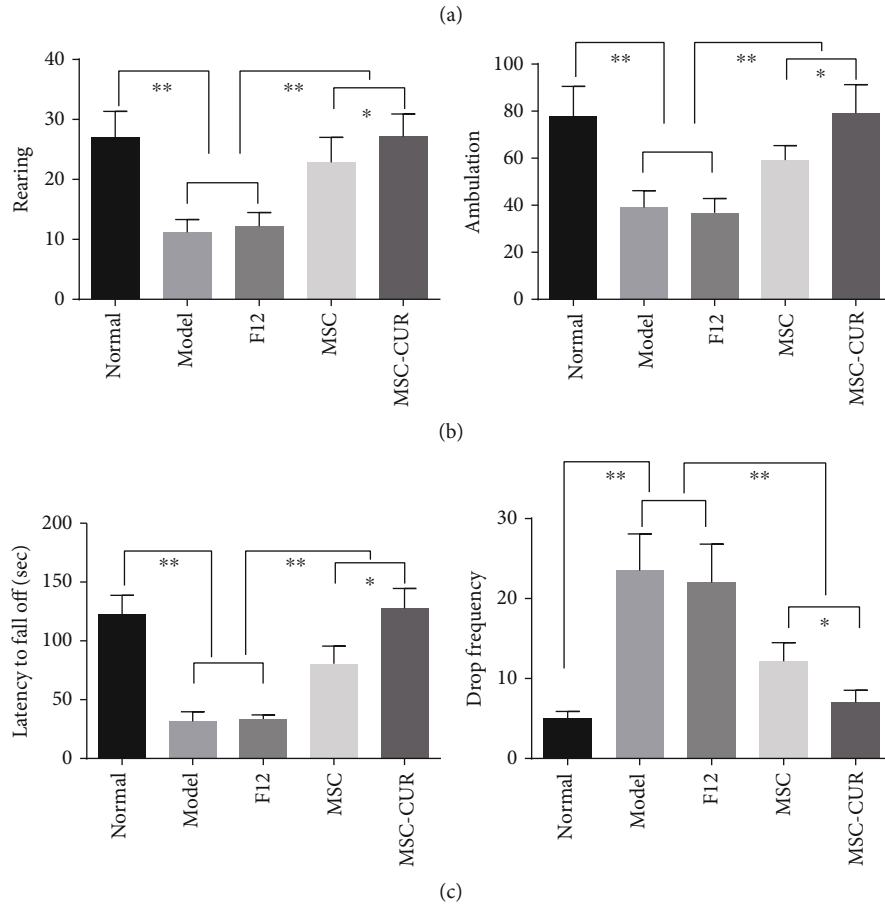 (a)
40
30
20
10
0
Rearing
**
**
*
Normal
Model
F12
MSC
MSC-CUR
100
80
60
40
20
0
Ambulation
**
**
*
Normal
Model
F12
MSC
MSC-CUR
(b)
200
150
100
50
0
Latency to fall off (sec)
**
**
*
Normal
Model
F12
MSC
MSC-CUR
30
20
10
0
Drop frequency
**
**
*
Normal
Model
F12
MSC
MSC-CUR
(c)